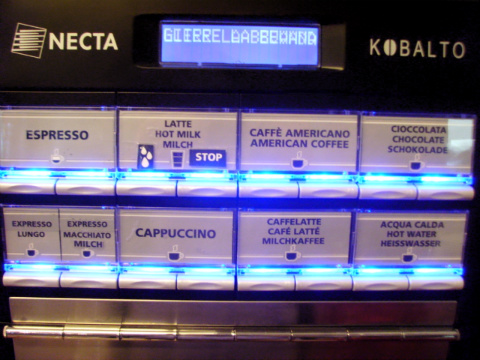 NECTA
KOBALTO
ESPRESSO
LATTE
HOT MILK
MILCH
STOP
CAFFÈ AMERICANO
AMERICAN COFFEE
CIOCCOLATA
CHOCOLATE
SCHOKOLADE
EXPRESSO
LUNGO
EXPRESSO
MACCHIATO
MILCH
CAPPUCCINO
CAFFELATTE
CAFÉ LATTÉ
MILCHKAFFEE
ACQUA CALDA
HOT WATER
HEISSWASSER